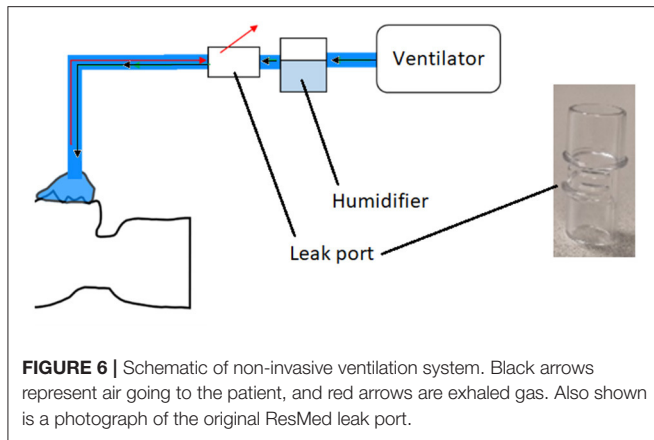 Ventilator
Humidifier
Leak port
FIGURE 6 | Schematic of non-invasive ventilation system. Black arrows
represent air going to the patient, and red arrows are exhaled gas. Also shown
is a photograph of the original ResMed leak port.